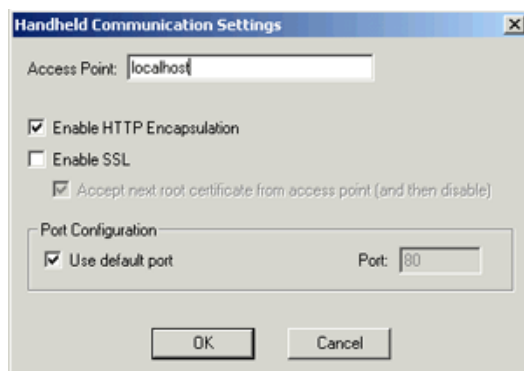 Handheld Communication Settings
Access Point: localhost
Enable HTTP Encapsulation
Enable SSL
Accept next root certificate from access point (and then disable)
Port Configuration
Use default port Port: 80
OK Cancel